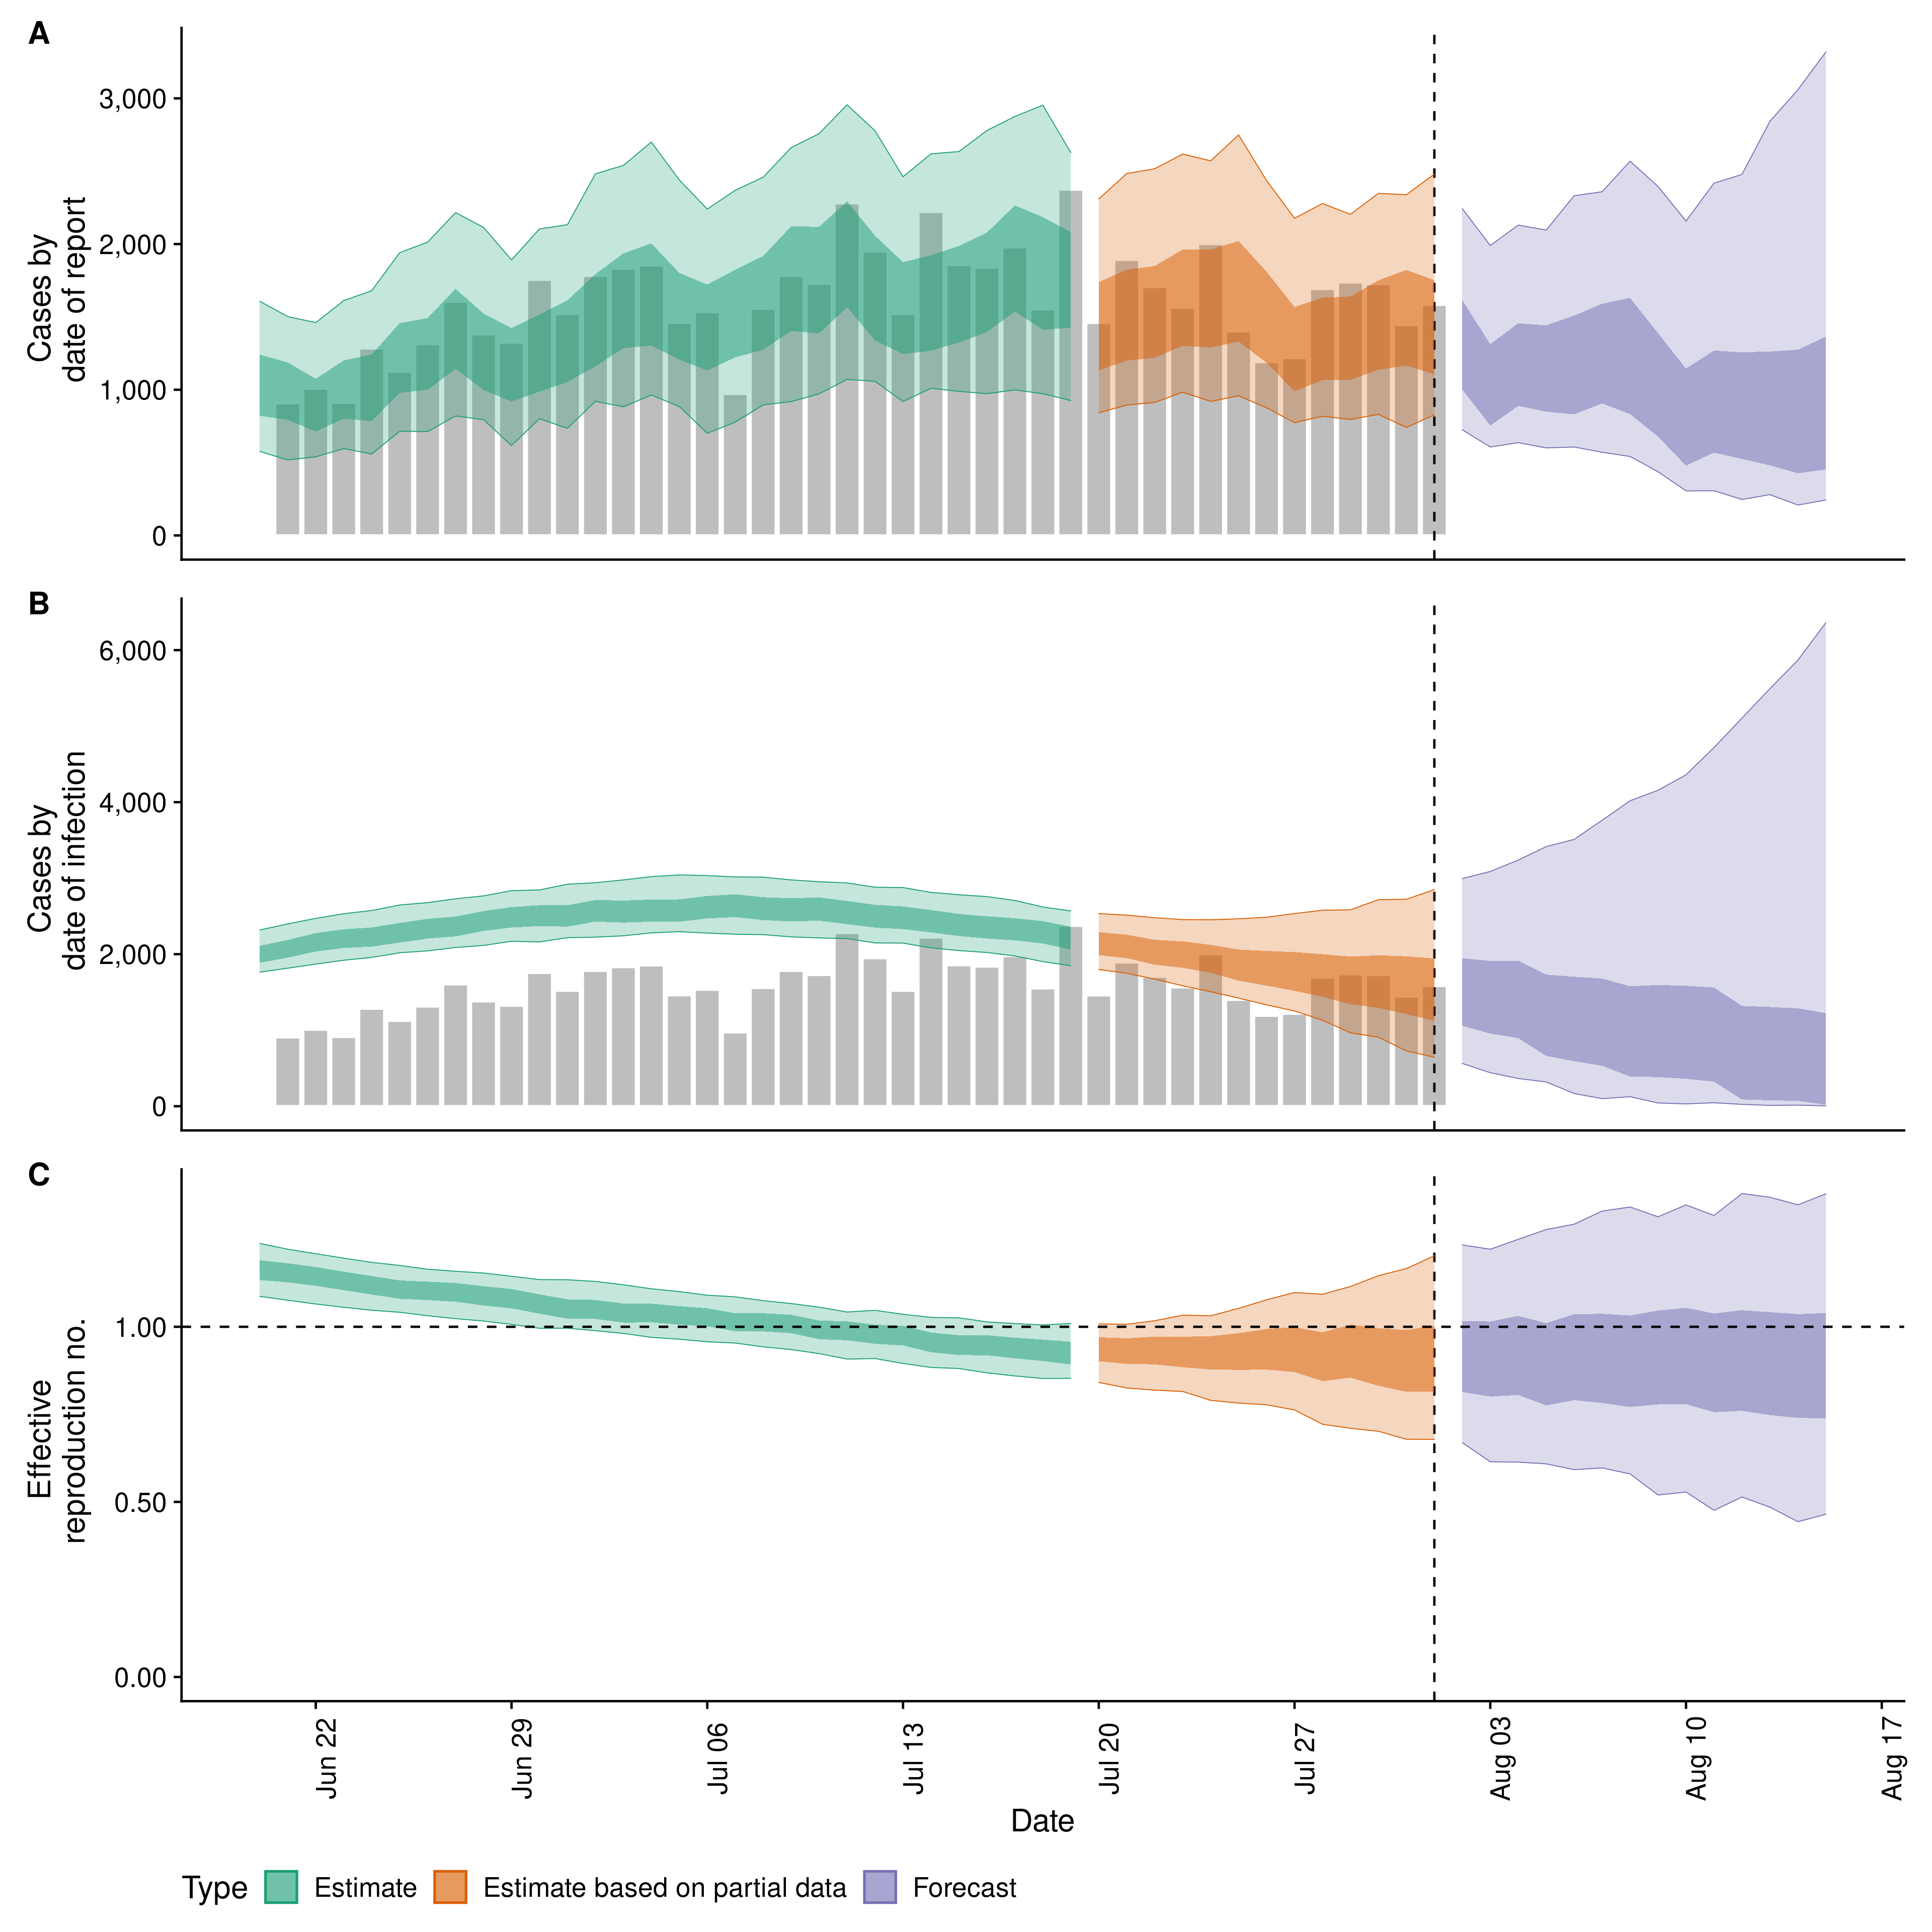 A
Cases by
date of report
3,000
2,000
1,000
0
B
Cases by
date of infection
6,000
4,000
2,000
0
C
Effective
reproduction no.
1.00
0.50
0.00
Jun 22
Jun 29
Jul 06
Jul 13
Jul 20
Jul 27
Aug 03
Aug 10
Aug 17
Date
Type Estimate Estimate based on partial data Forecast